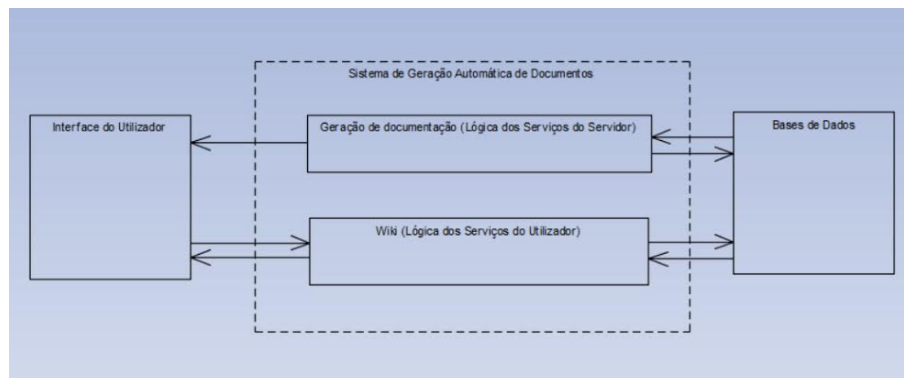 Sistema de Geração Automática de Documentos
Interface do Utilizador
Geração de documentação (Lógica dos Serviços do Servidor)
Bases de Dados
Wiki (Lógica dos Serviços do Utilizador)